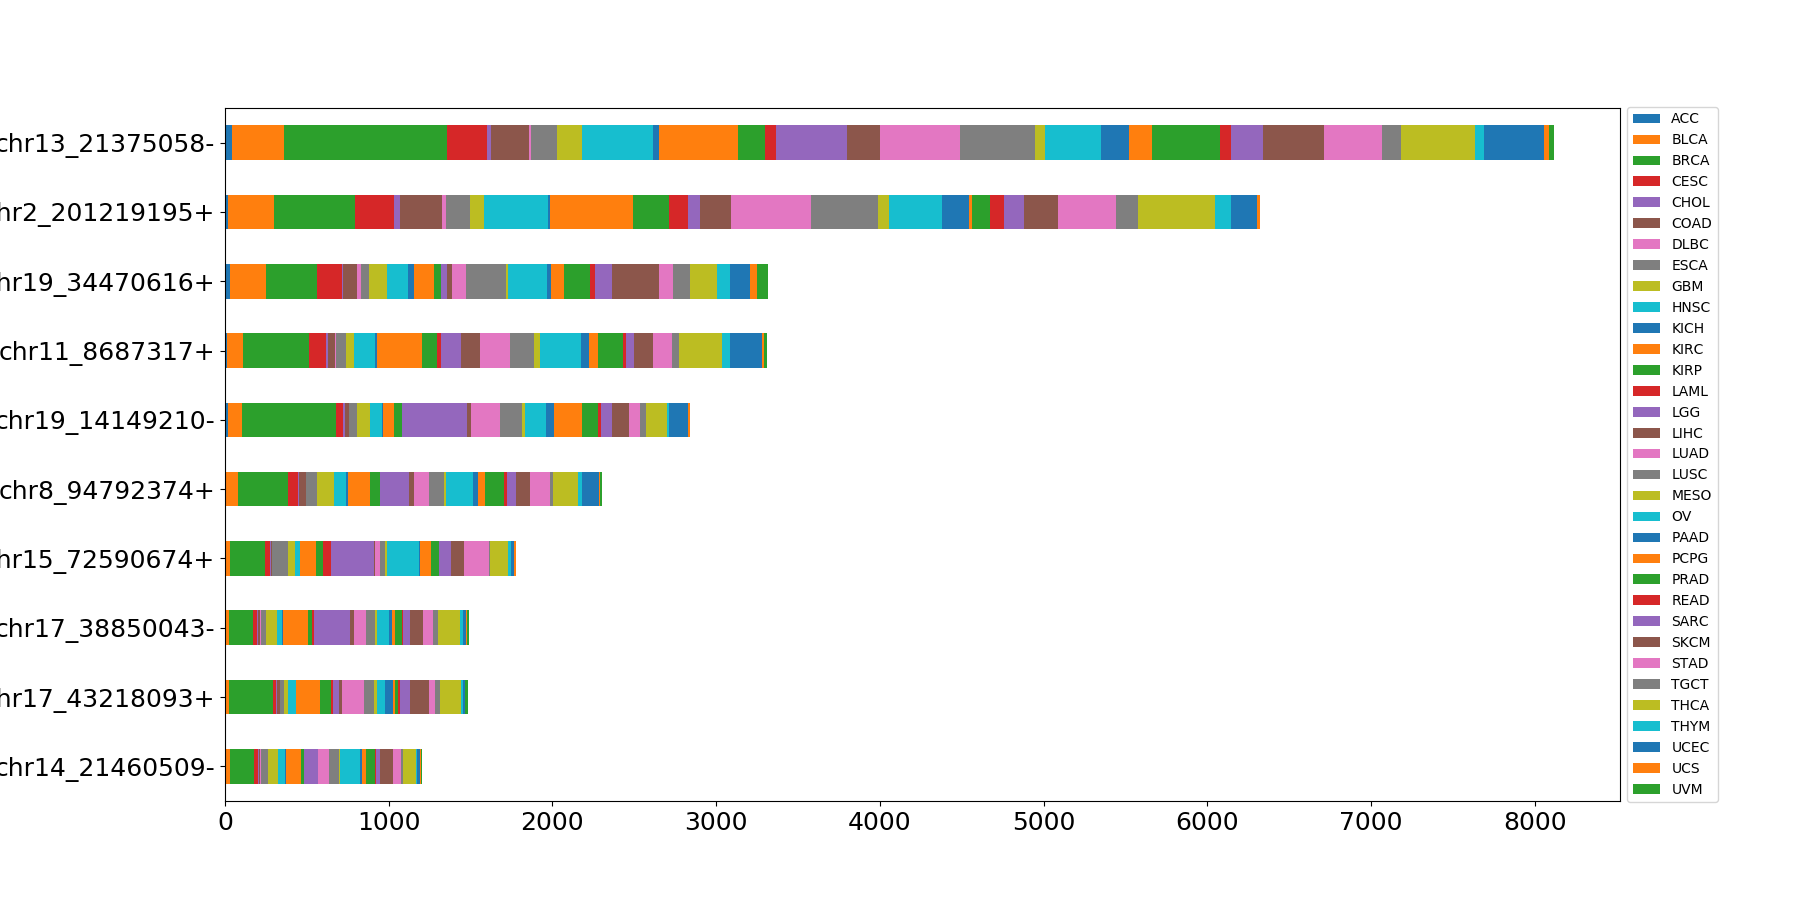 chr13_21375058-
hr2_201219195+
hr19_34470616+
chr11_8687317+
chr19_14149210-
chr8_94792374+
hr15_72590674+
chr17_38850043-
hr17_43218093+
chr14_21460509-
0 1000 2000 3000 4000 5000 6000 7000 8000
ACC
BLCA
BRCA
CESC
CHOL
COAD
DLBC
ESCA
GBM
HNSC
KICH
KIRC
KIRP
LAML
LGG
LIHC
LUAD
LUSC
MESO
OV
PAAD
PCPG
PRAD
READ
SARC
SKCM
STAD
TGCT
THCA
THYM
UCEC
UCS
UVM